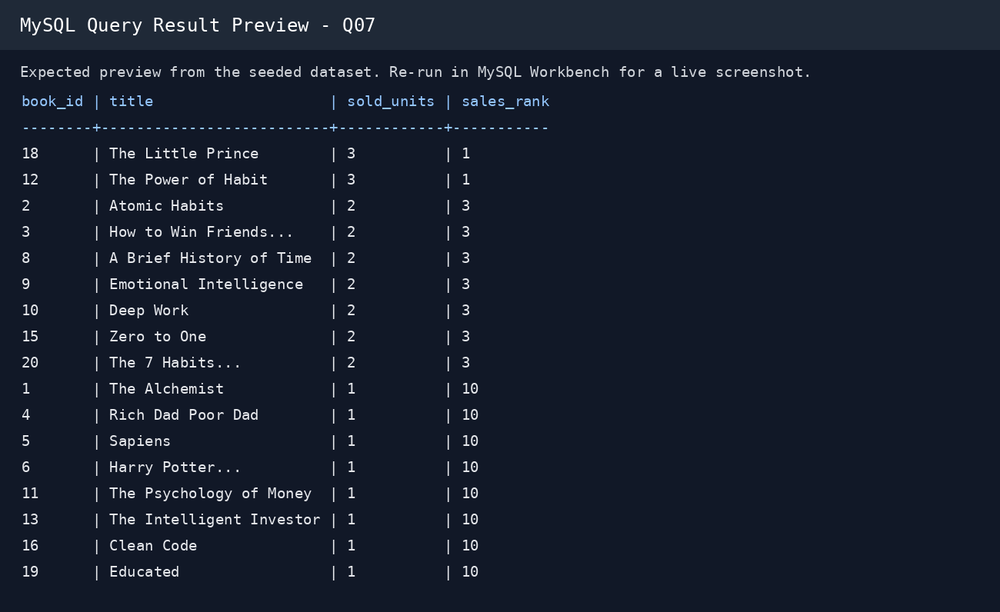 MySQL Query Result Preview - Q07
Expected preview from the seeded dataset. Re-run in MySQL Workbench for a live screenshot.
book_id | title                    | sold_units | sales_rank
--------+--------------------------+------------+-----------
18      | The Little Prince        | 3          | 1
12      | The Power of Habit       | 3          | 1
2       | Atomic Habits            | 2          | 3
3       | How to Win Friends...    | 2          | 3
8       | A Brief History of Time  | 2          | 3
9       | Emotional Intelligence   | 2          | 3
10      | Deep Work                | 2          | 3
15      | Zero to One              | 2          | 3
20      | The 7 Habits...          | 2          | 3
1       | The Alchemist            | 1          | 10
4       | Rich Dad Poor Dad        | 1          | 10
5       | Sapiens                  | 1          | 10
6       | Harry Potter...          | 1          | 10
11      | The Psychology of Money  | 1          | 10
13      | The Intelligent Investor | 1          | 10
16      | Clean Code               | 1          | 10
19      | Educated                 | 1          | 10